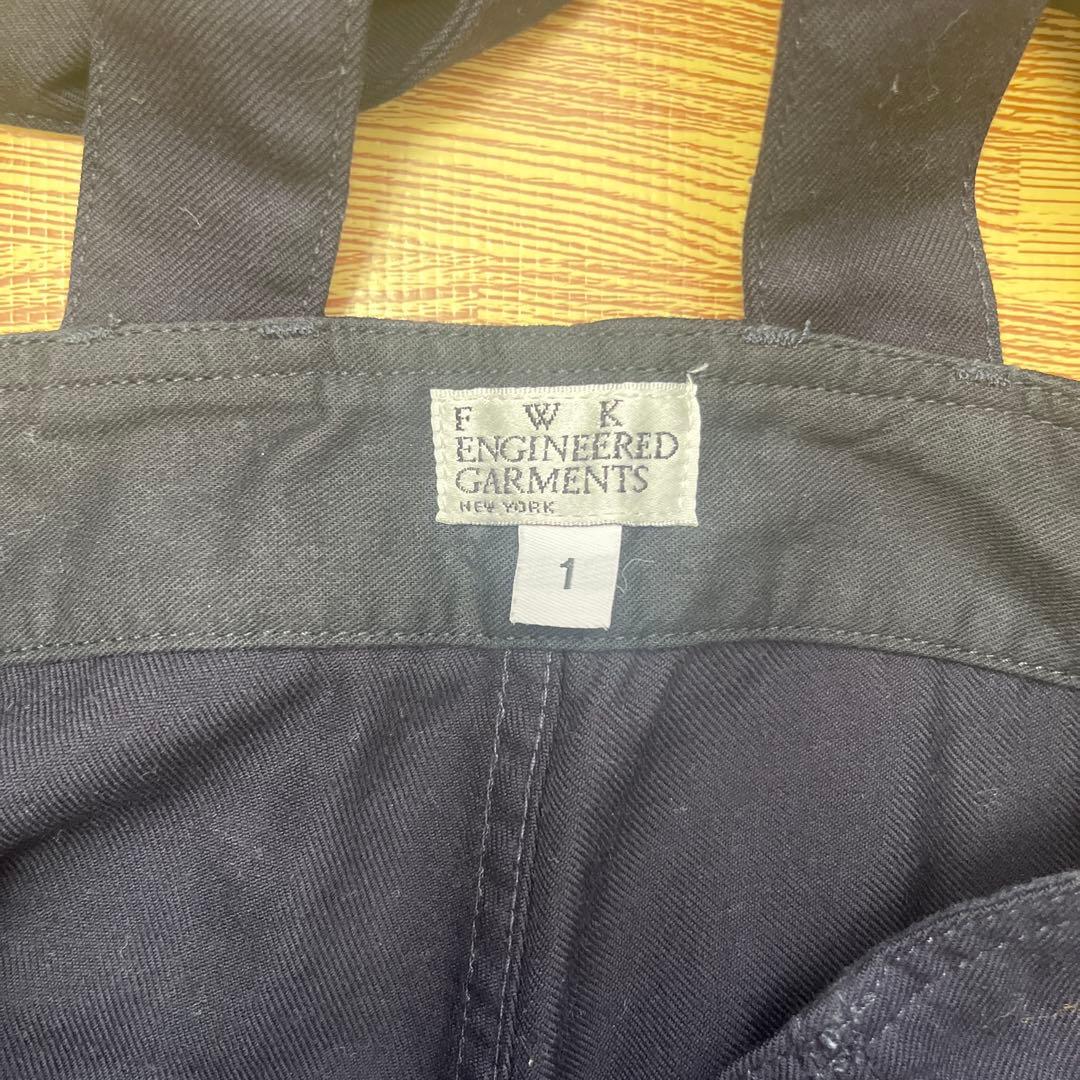 F W K
ENGINEERED
GARMENTS
NEW YORK
1